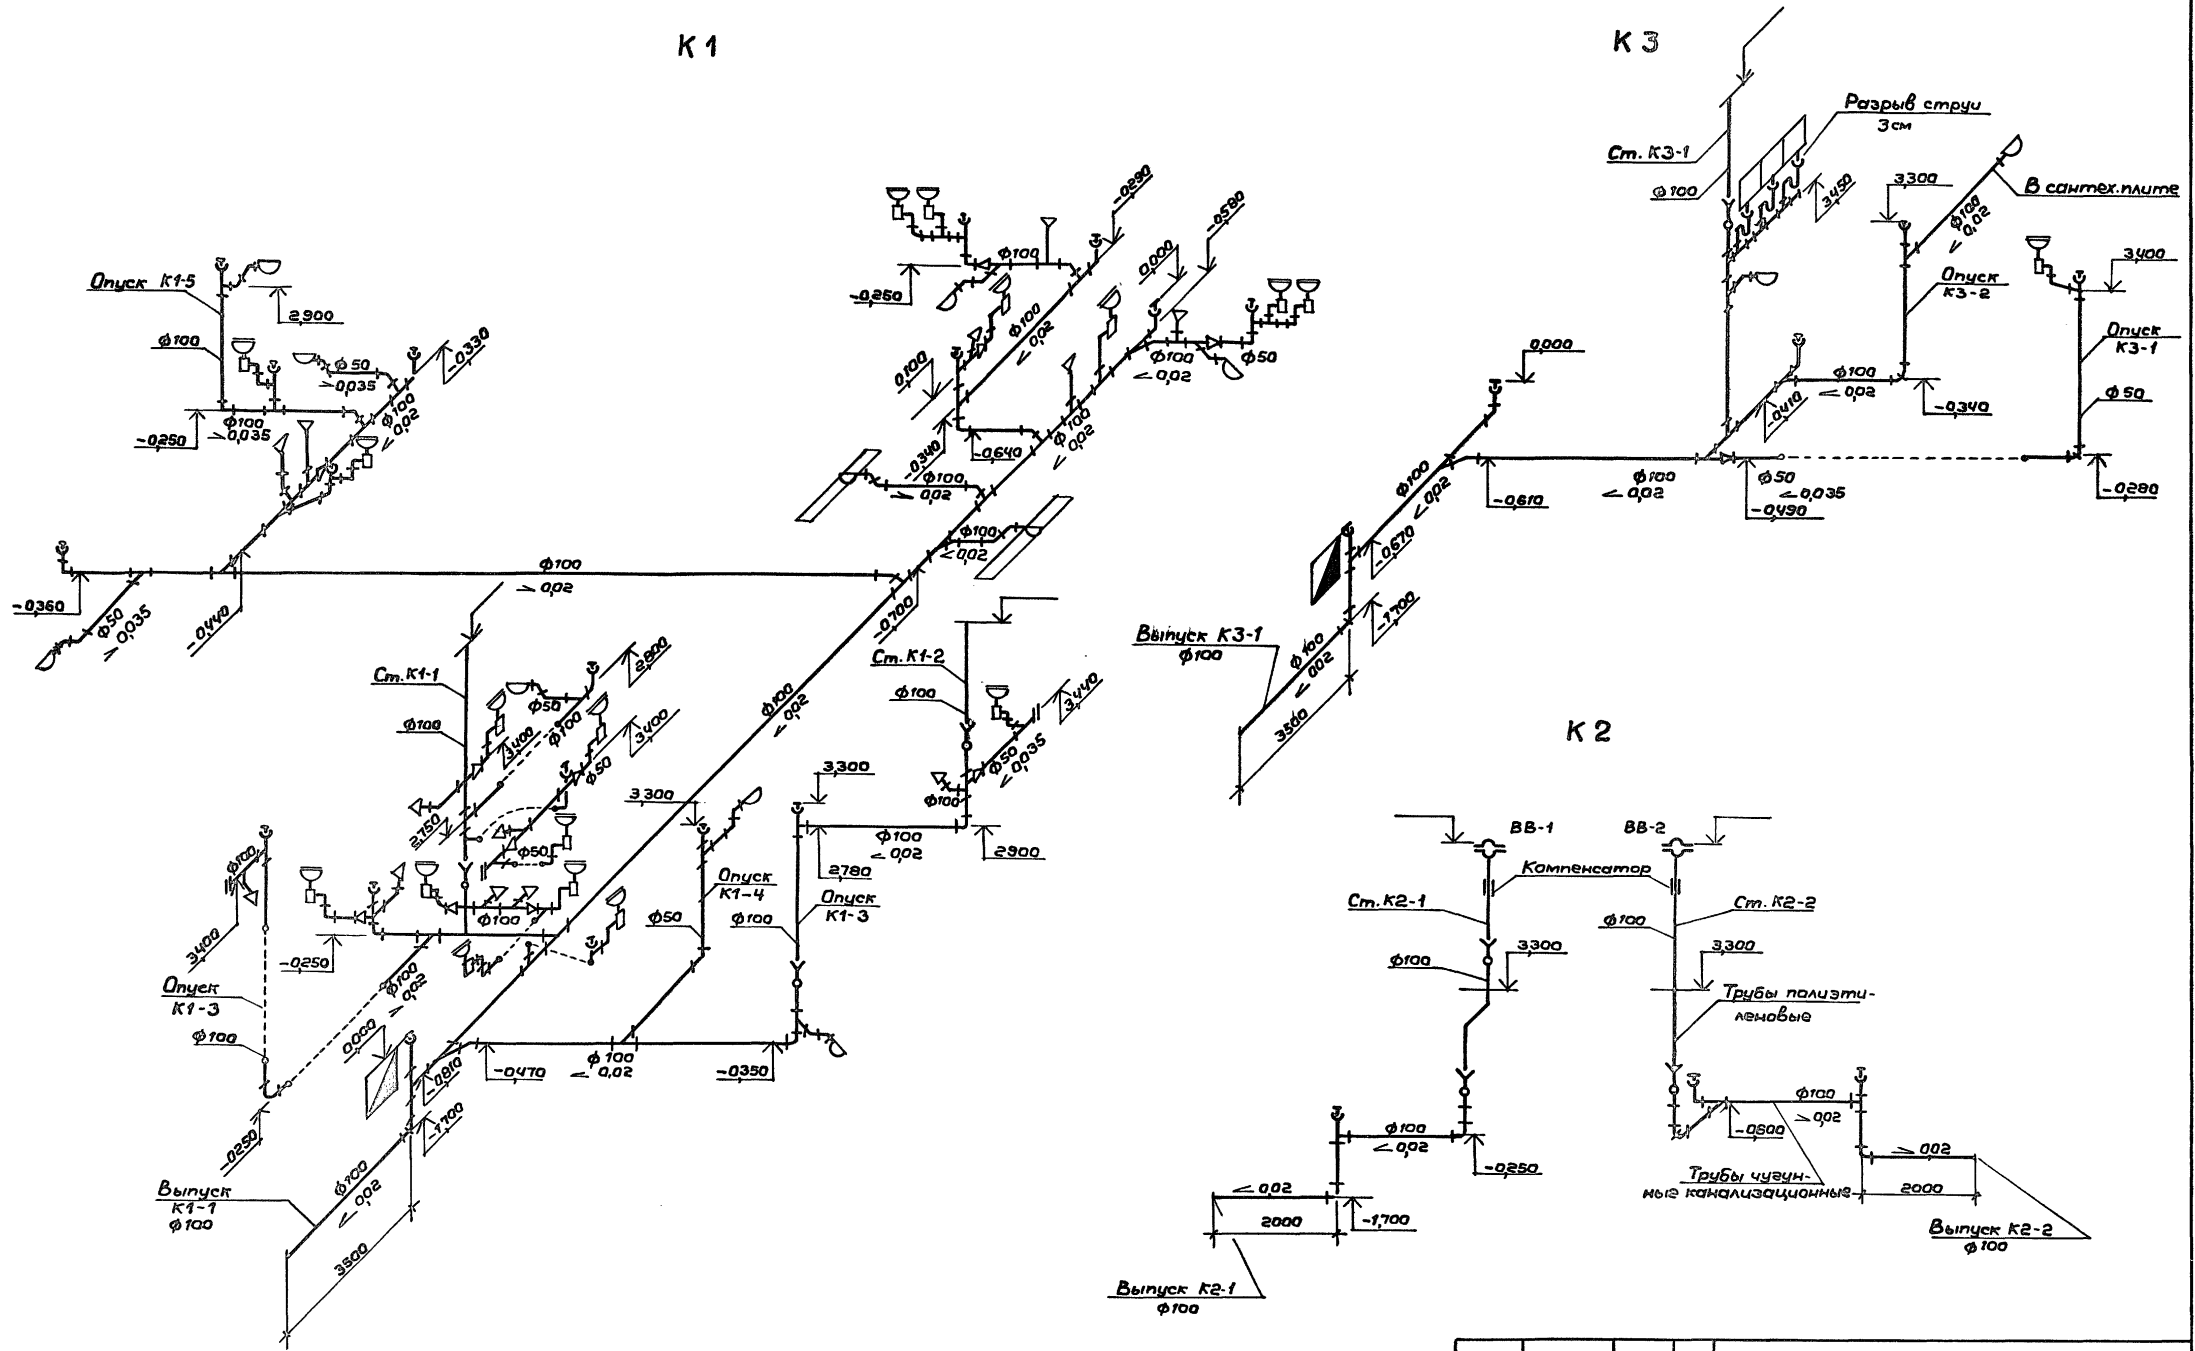 К 1
К 3
К 2
Опуск К1-5
2,900
ф100
ф50
0,035
-0,330
-0,250
ф100
0,035
ф100
0,02
-0,360
ф50
0,035
-0,440
ф100
0,02
-0,290
-0,580
0,000
ф100
-0,250
ф100
0,02
0,100
ф100
0,02
ф50
-0,340
-0,640
ф100
0,02
ф100
0,02
ф100
0,02
-0,700
Ст. К1-1
ф100
2,800
ф50
ф100
3,400
3,400
ф50
2,750
ф50
ф100
0,02
Ст. К1-2
ф100
3,440
ф50
0,035
ф100
3,300
3,300
ф100
0,02
2,780
2,900
Опуск
К1-4
ф50
Опуск
К1-3
ф100
ф100
3,400
-0,250
ф100
Опуск
К1-3
ф100
ф100
0,02
0,000
-0,810
-0,470
ф100
0,02
-0,350
-1,700
-0,250
Выпуск
К1-1
ф100
ф100
0,02
3500
Разрыв струи
3 см
Ст. К3-1
ф100
3,450
3,300
В сантех.плите
ф100
0,02
Опуск
К3-2
3,400
Опуск
К3-1
ф50
0,000
-0,410
ф100
0,02
-0,340
ф100
0,02
-0,610
ф100
0,02
ф50
0,035
-0,490
-0,280
-0,670
-1,700
Выпуск К3-1
ф100
ф100
0,02
3500
ВВ-1
ВВ-2
Компенсатор
Ст. К2-1
Ст. К2-2
ф100
3,300
ф100
3,300
Трубы полиэти-
леновые
ф100
0,02
-0,250
0,02
2000
-1,700
Выпуск К2-1
ф100
ф100
0,02
-0,600
Трубы чугун-
ные канализационные
0,02
2000
Выпуск К2-2
ф100